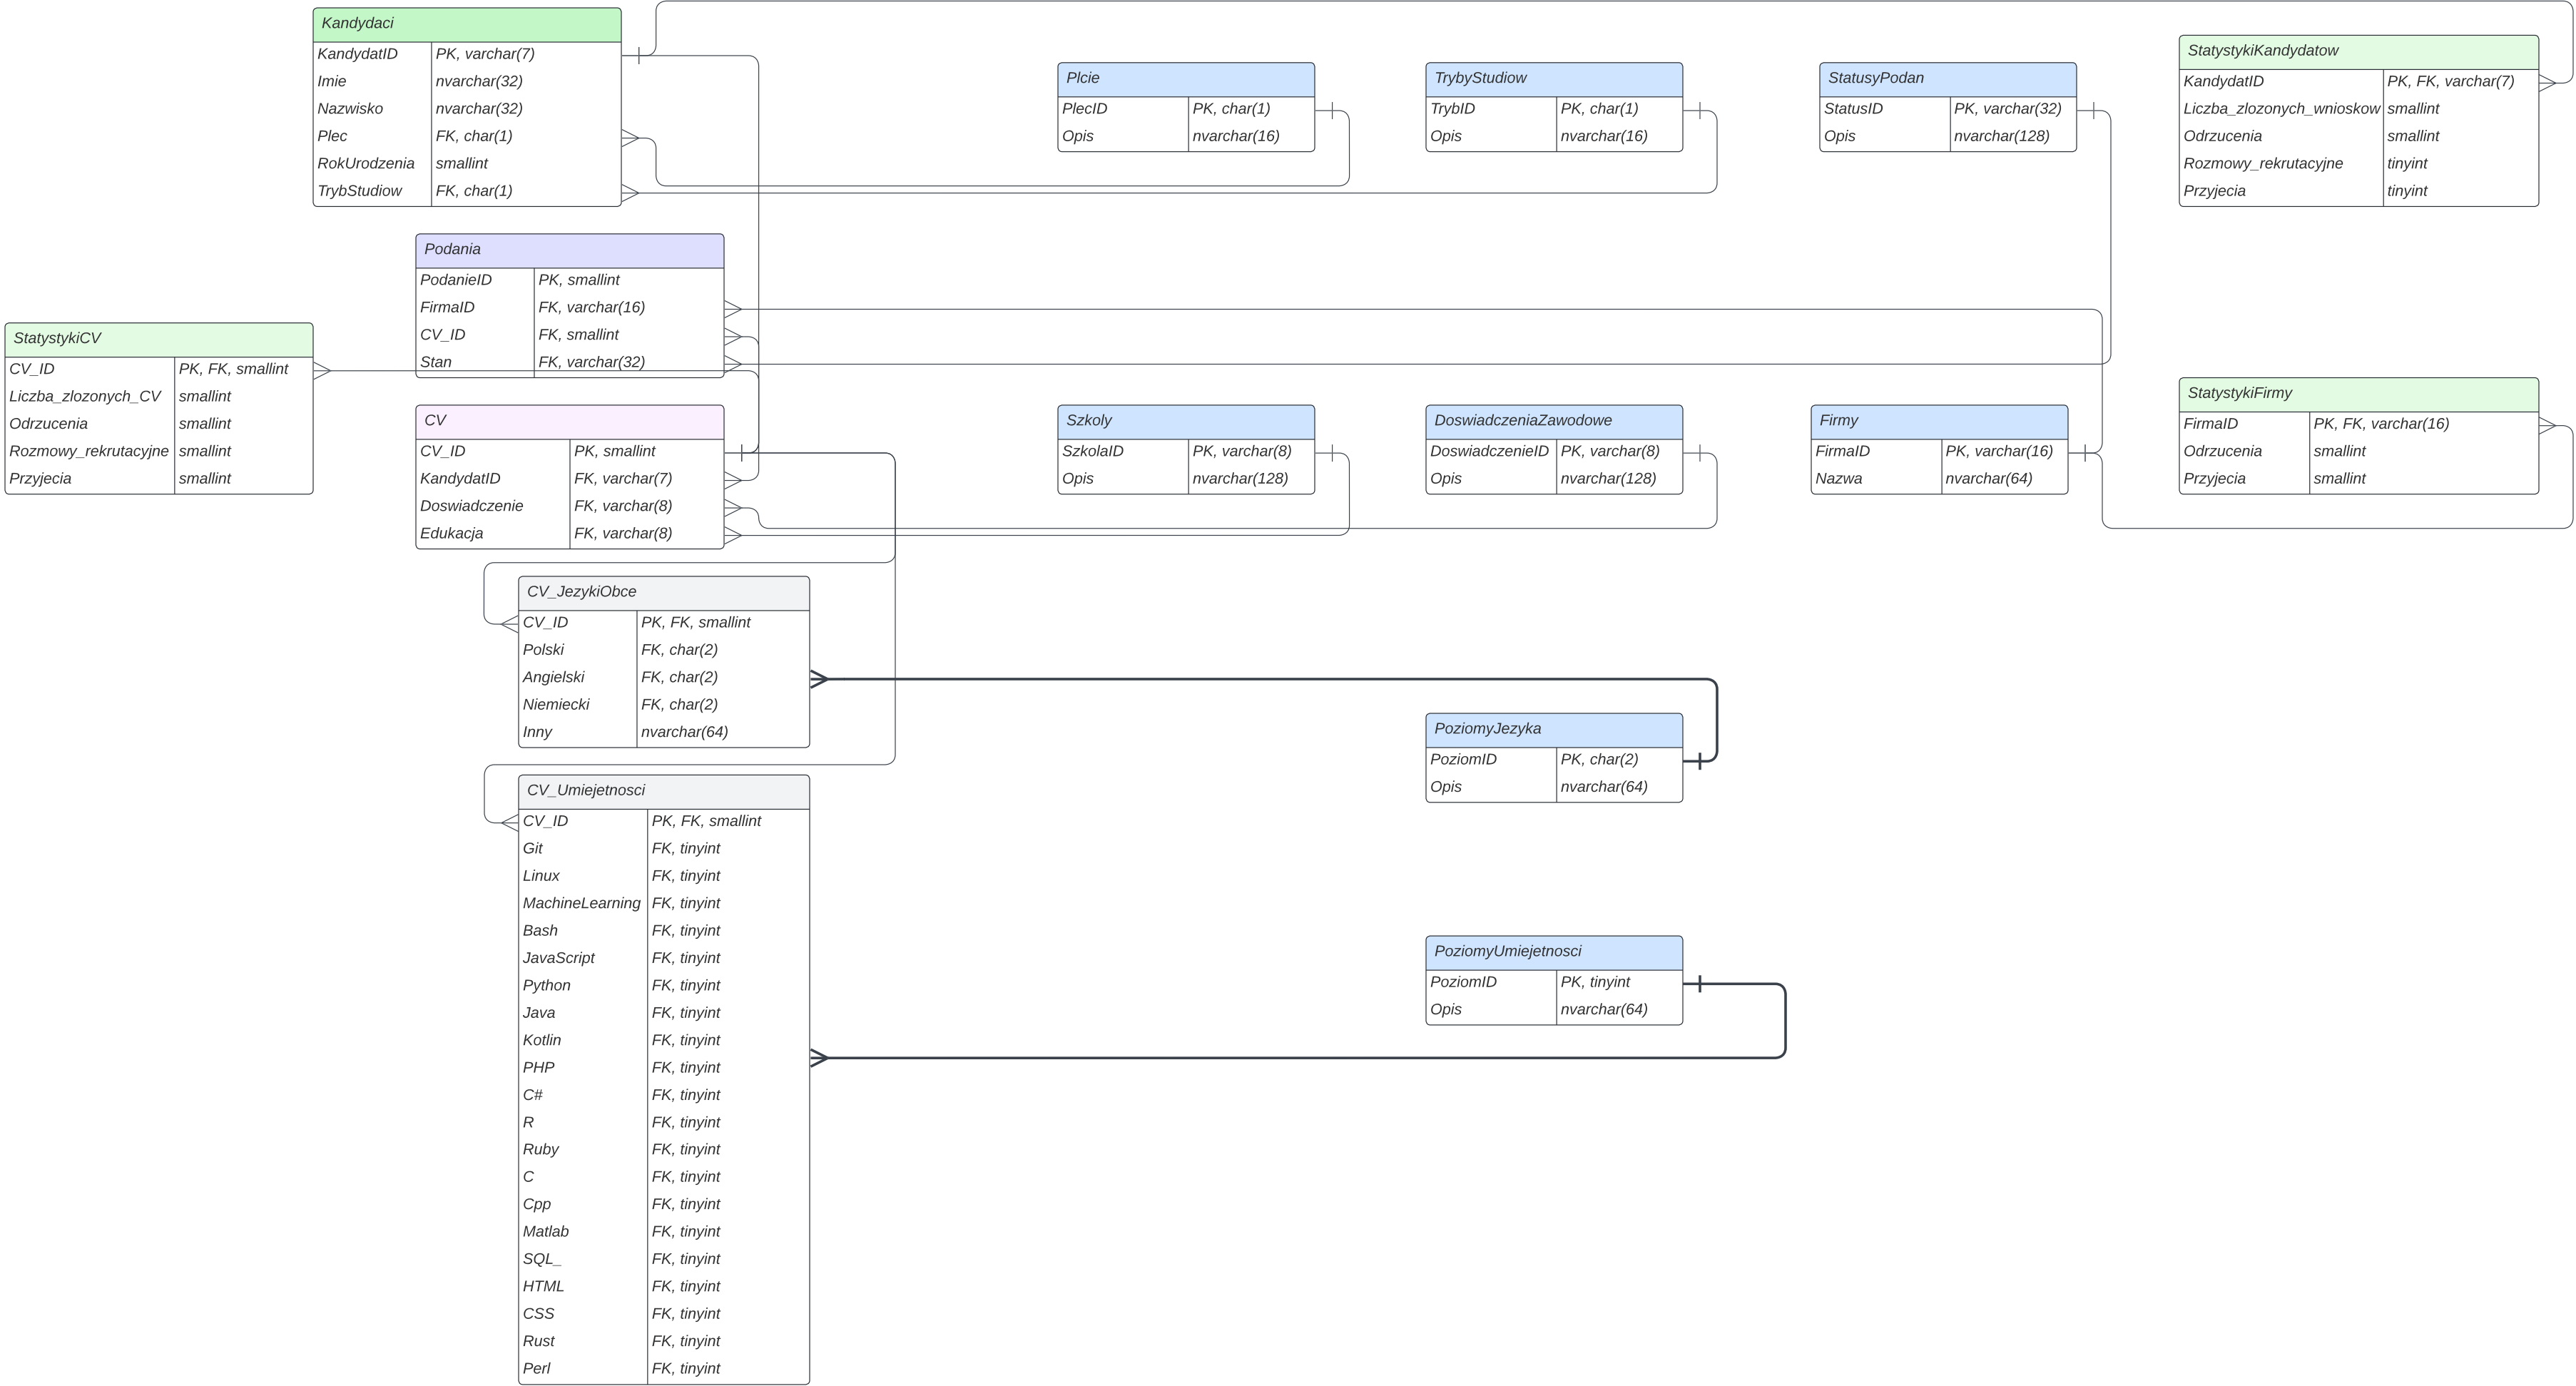 Kandydaci
KandydatID PK, varchar(7)
Imie nvarchar(32)
Nazwisko nvarchar(32)
Plec FK, char(1)
RokUrodzenia smallint
TrybStudiow FK, char(1)
Plcie
PlecID PK, char(1)
Opis nvarchar(16)
TrybyStudiow
TrybID PK, char(1)
Opis nvarchar(16)
StatusyPodan
StatusID PK, varchar(32)
Opis nvarchar(128)
StatystykiKandydatow
KandydatID PK, FK, varchar(7)
Liczba_zlozonych_wnioskow smallint
Odrzucenia smallint
Rozmowy_rekrutacyjne tinyint
Przyjecia tinyint
Podania
PodanieID PK, smallint
FirmaID FK, varchar(16)
CV_ID FK, smallint
Stan FK, varchar(32)
StatystykiCV
CV_ID PK, FK, smallint
Liczba_zlozonych_CV smallint
Odrzucenia smallint
Rozmowy_rekrutacyjne smallint
Przyjecia smallint
CV
CV_ID PK, smallint
KandydatID FK, varchar(7)
Doswiadczenie FK, varchar(8)
Edukacja FK, varchar(8)
Szkoly
SzkolaID PK, varchar(8)
Opis nvarchar(128)
DoswiadczeniaZawodowe
DoswiadczenieID PK, varchar(8)
Opis nvarchar(128)
Firmy
FirmaID PK, varchar(16)
Nazwa nvarchar(64)
StatystykiFirmy
FirmaID PK, FK, varchar(16)
Odrzucenia smallint
Przyjecia smallint
CV_JezykiObce
CV_ID PK, FK, smallint
Polski FK, char(2)
Angielski FK, char(2)
Niemiecki FK, char(2)
Inny nvarchar(64)
PoziomyJezyka
PoziomID PK, char(2)
Opis nvarchar(64)
CV_Umiejetnosci
CV_ID PK, FK, smallint
Git FK, tinyint
Linux FK, tinyint
MachineLearning FK, tinyint
Bash FK, tinyint
JavaScript FK, tinyint
Python FK, tinyint
Java FK, tinyint
Kotlin FK, tinyint
PHP FK, tinyint
C# FK, tinyint
R FK, tinyint
Ruby FK, tinyint
C FK, tinyint
Cpp FK, tinyint
Matlab FK, tinyint
SQL_ FK, tinyint
HTML FK, tinyint
CSS FK, tinyint
Rust FK, tinyint
Perl FK, tinyint
PoziomyUmiejetnosci
PoziomID PK, tinyint
Opis nvarchar(64)